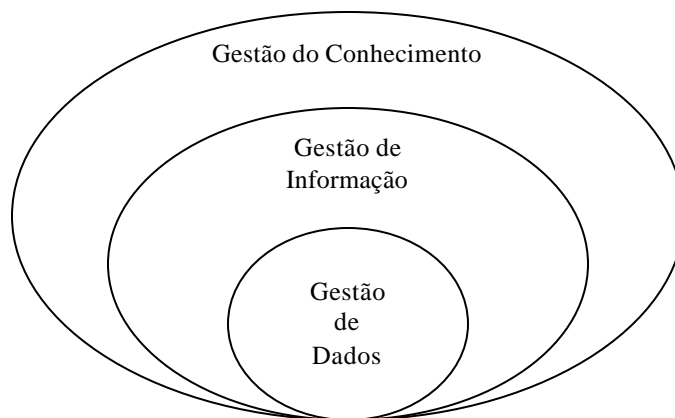 Gestão do Conhecimento
Gestão de
Informação
Gestão
de
Dados